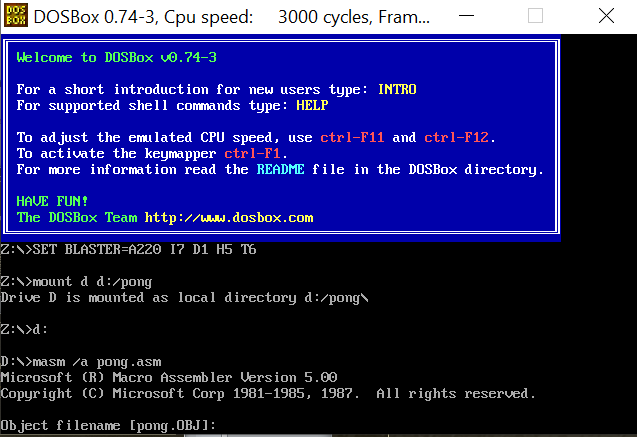 DOS
BOX
DOSBox 0.74-3, Cpu speed:    3000 cycles, Fram...
Welcome to DOSBox v0.74-3
For a short introduction for new users type: INTRO
For supported shell commands type: HELP
To adjust the emulated CPU speed, use ctrl-F11 and ctrl-F12.
To activate the keymapper ctrl-F1.
For more information read the README file in the DOSBox directory.
HAVE FUN!
The DOSBox Team http://www.dosbox.com
Z:\>SET BLASTER=A220 I7 D1 H5 T6
Z:\>mount d d:/pong
Drive D is mounted as local directory d:/pong\
Z:\>d:
D:\>masm /a pong.asm
Microsoft (R) Macro Assembler Version 5.00
Copyright (C) Microsoft Corp 1981-1985, 1987.  All rights reserved.
Object filename [pong.OBJ]: